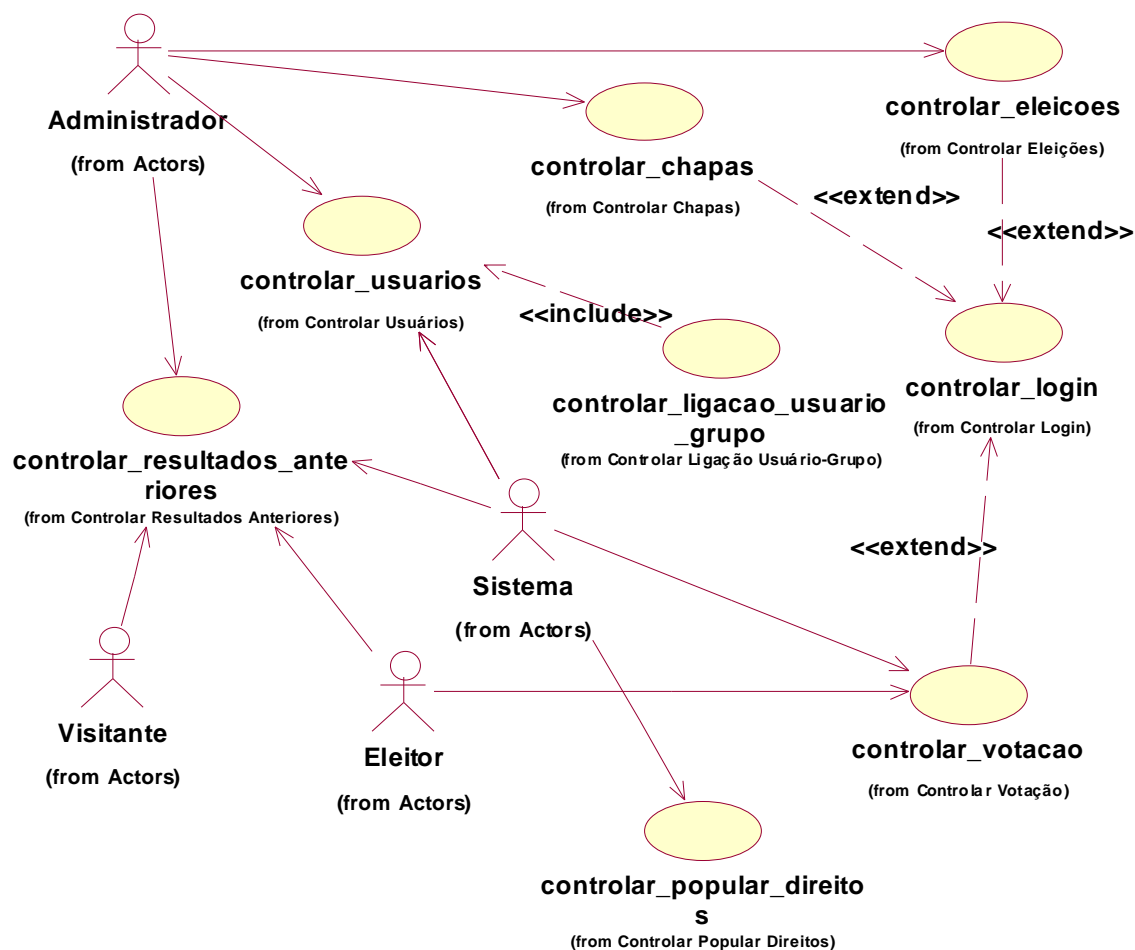 Administrador
(from Actors)
controlar_eleicoes
(from Controlar Eleições)
controlar_chapas
(from Controlar Chapas)
<<extend>>
<<extend>>
controlar_usuarios
(from Controlar Usuários)
<<include>>
controlar_ligacao_usuario
_grupo
(from Controlar Ligação Usuário-Grupo)
controlar_login
(from Controlar Login)
controlar_resultados_ante
riores
(from Controlar Resultados Anteriores)
<<extend>>
Sistema
(from Actors)
Visitante
(from Actors)
Eleitor
(from Actors)
controlar_votacao
(from Controlar Votação)
controlar_popular_direito
s
(from Controlar Popular Direitos)